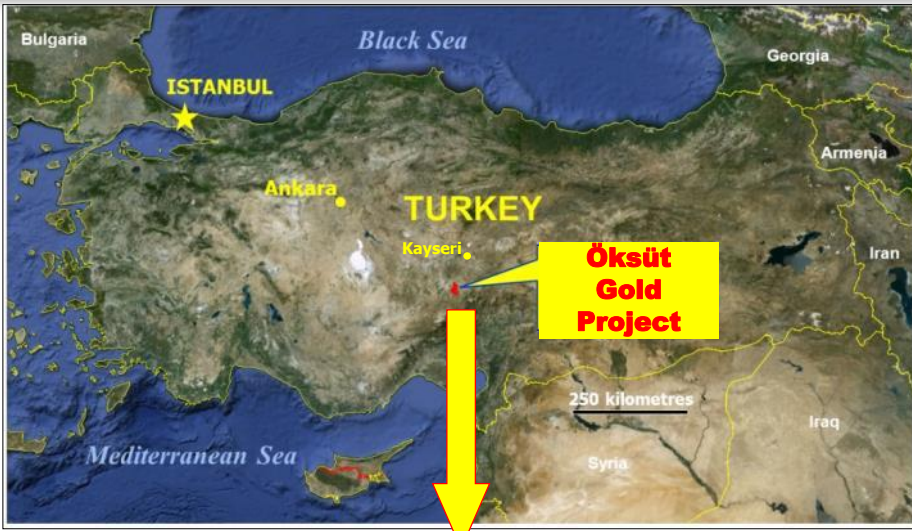 Bulgaria
Black Sea
Georgia
ISTANBUL
Armenia
Ankara
TURKEY
Kayseri
Iran
Öksüt
Gold
Project
250 kilometres
Iraq
Mediterranean Sea
Syria